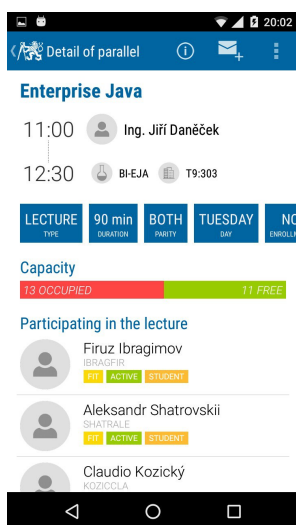 20:02
Detail of parallel
Enterprise Java
11:00 Ing. Jiří Daněček
12:30 BI-EJA T9:303
LECTURE 90 min BOTH TUESDAY NO
TYPE DURATION PARITY DAY ENROLL
Capacity
13 OCCUPIED 11 FREE
Participating in the lecture
Firuz Ibragimov
IBRAGFIR
FIT ACTIVE STUDENT
Aleksandr Shatrovskii
SHATRALE
FIT ACTIVE STUDENT
Claudio Kozický
KOZICCLA